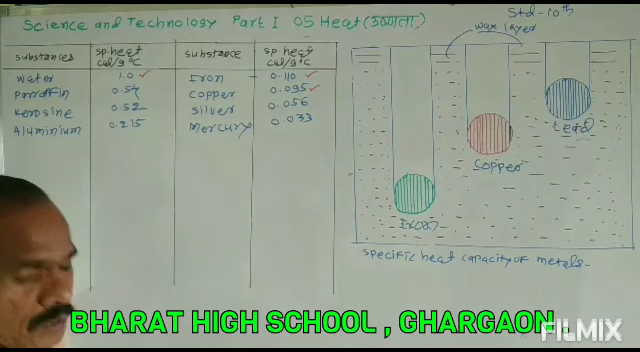 Science and Technology Part I 05 Heat (उष्णता)
Std-10th
substances sp.heat cal/g°C substance sp heat cal/g°C
water 1.0 ✓ Iron 0.110 ✓
Parraffin 0.54 copper 0.095 ✓
Kerosine 0.52 silver 0.056
Aluminium 0.215 Mercury 0.033
wax layer
Lead
Copper
Iron
specific heat capacity of metals-
BHARAT HIGH SCHOOL , GHARGAON .
FILMIX